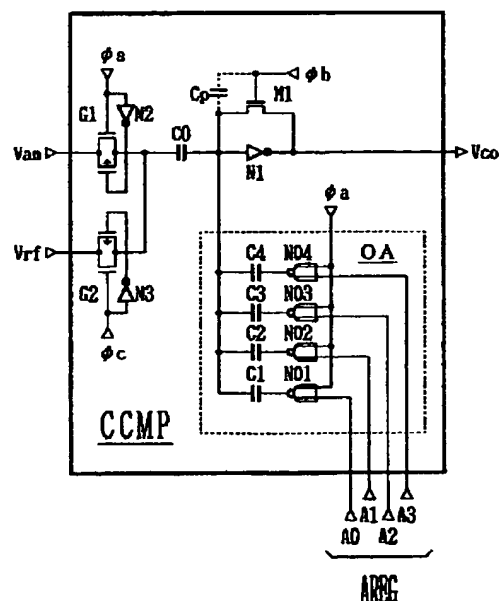 φa
Cp
φb
G1
N2
M1
C0
Van
N1
Vco
φa
Vrf
C4
NO4
OA
C3
NO3
G2
N3
C2
NO2
φc
C1
NO1
CCMP
A3
A2
A1
A0
AREG